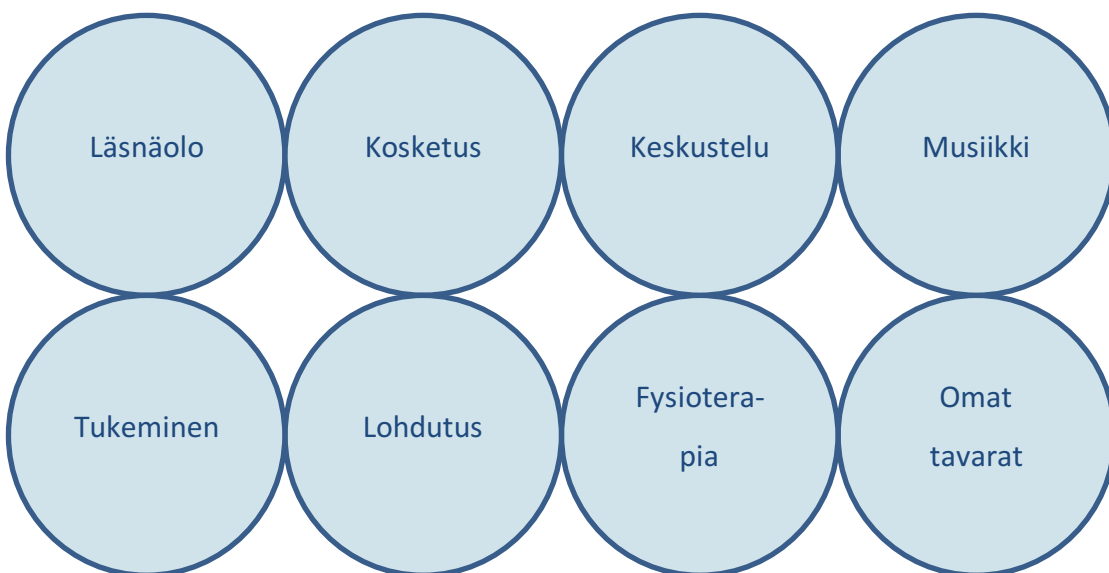 Läsnäolo
Kosketus
Keskustelu
Musiikki
Tukeminen
Lohdutus
Fysiotera-
pia
Omat
tavarat